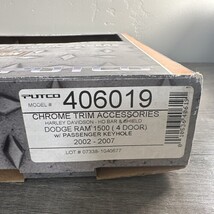 PUTCO
MODEL # 406019
CHROME TRIM ACCESSORIES
HARLEY DAVIDSON - HD BAR & SHIELD
DODGE RAM 1500 ( 4 DOOR)
w/ PASSENGER KEYHOLE
2002 - 2007